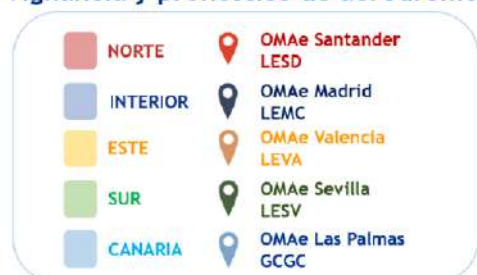 NORTE
OMAe Santander
LESD
INTERIOR
OMAe Madrid
LEMC
ESTE
OMAe Valencia
LEVA
SUR
OMAe Sevilla
LESV
CANARIA
OMAe Las Palmas
GCGC